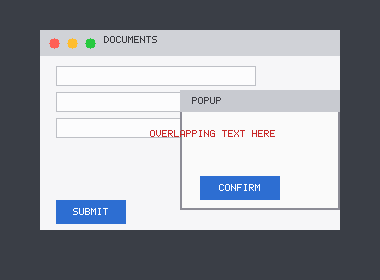 DOCUMENTS
POPUP
OVERLAPPING TEXT HERE
CONFIRM
SUBMIT